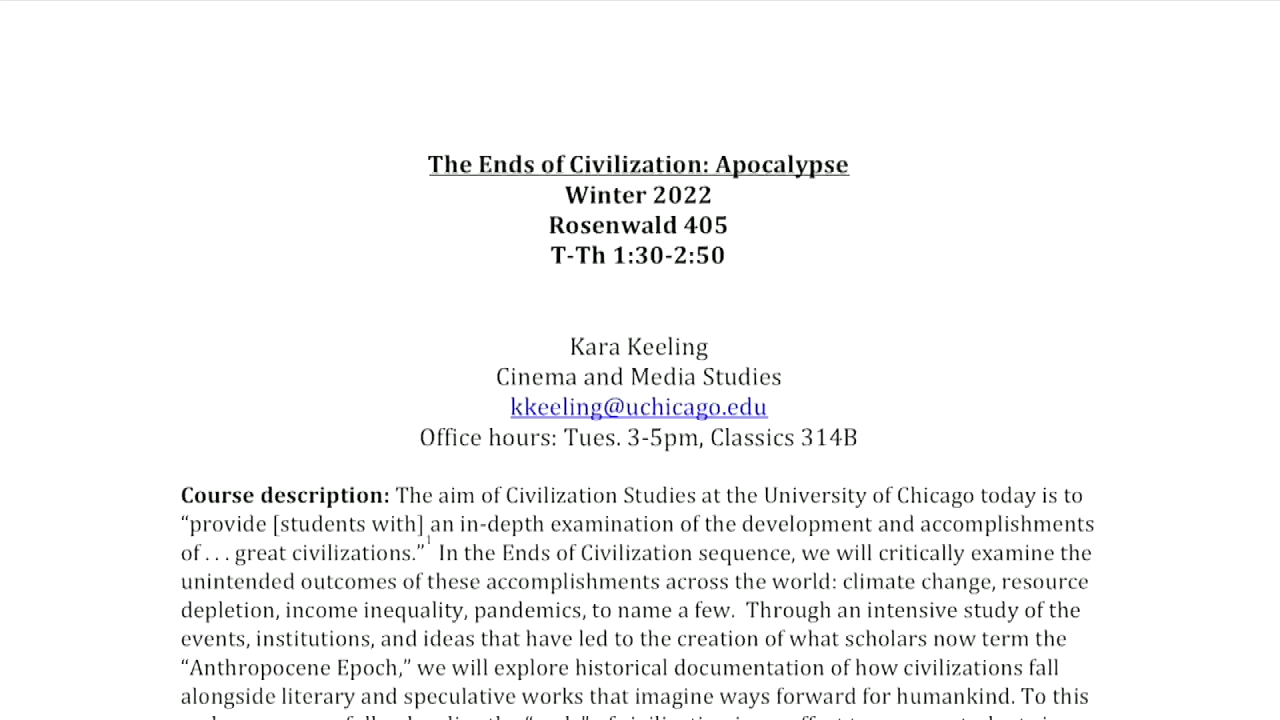 The Ends of Civilization: Apocalypse
Winter 2022
Rosenwald 405
T-Th 1:30-2:50
Kara Keeling
Cinema and Media Studies
kkeeling@uchicago.edu
Office hours: Tues. 3-5pm, Classics 314B
Course description: The aim of Civilization Studies at the University of Chicago today is to
“provide [students with] an in-depth examination of the development and accomplishments
of . . . great civilizations.”1 In the Ends of Civilization sequence, we will critically examine the
unintended outcomes of these accomplishments across the world: climate change, resource
depletion, income inequality, pandemics, to name a few. Through an intensive study of the
events, institutions, and ideas that have led to the creation of what scholars now term the
“Anthropocene Epoch,” we will explore historical documentation of how civilizations fall
alongside literary and speculative works that imagine ways forward for humankind. To this